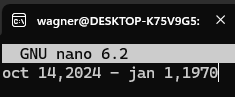 wagner@DESKTOP-K75V9G5:
GNU nano 6.2
oct 14,2024 - jan 1,1970